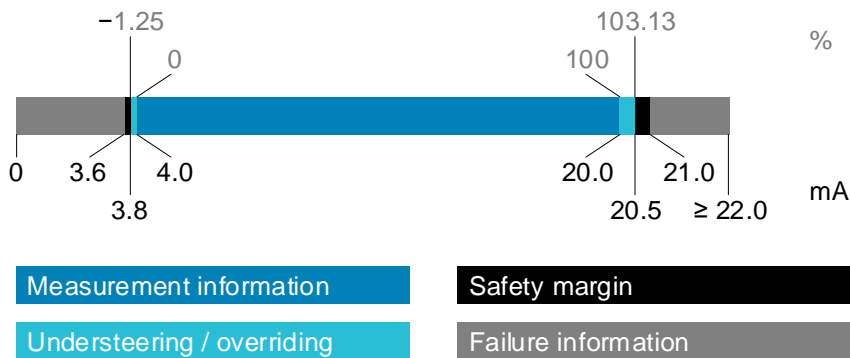 −1.25 103.13 %
0 100
0 3.6 4.0 20.0 21.0
3.8 20.5 ≥ 22.0 mA
Measurement information Safety margin
Understeering / overriding Failure information